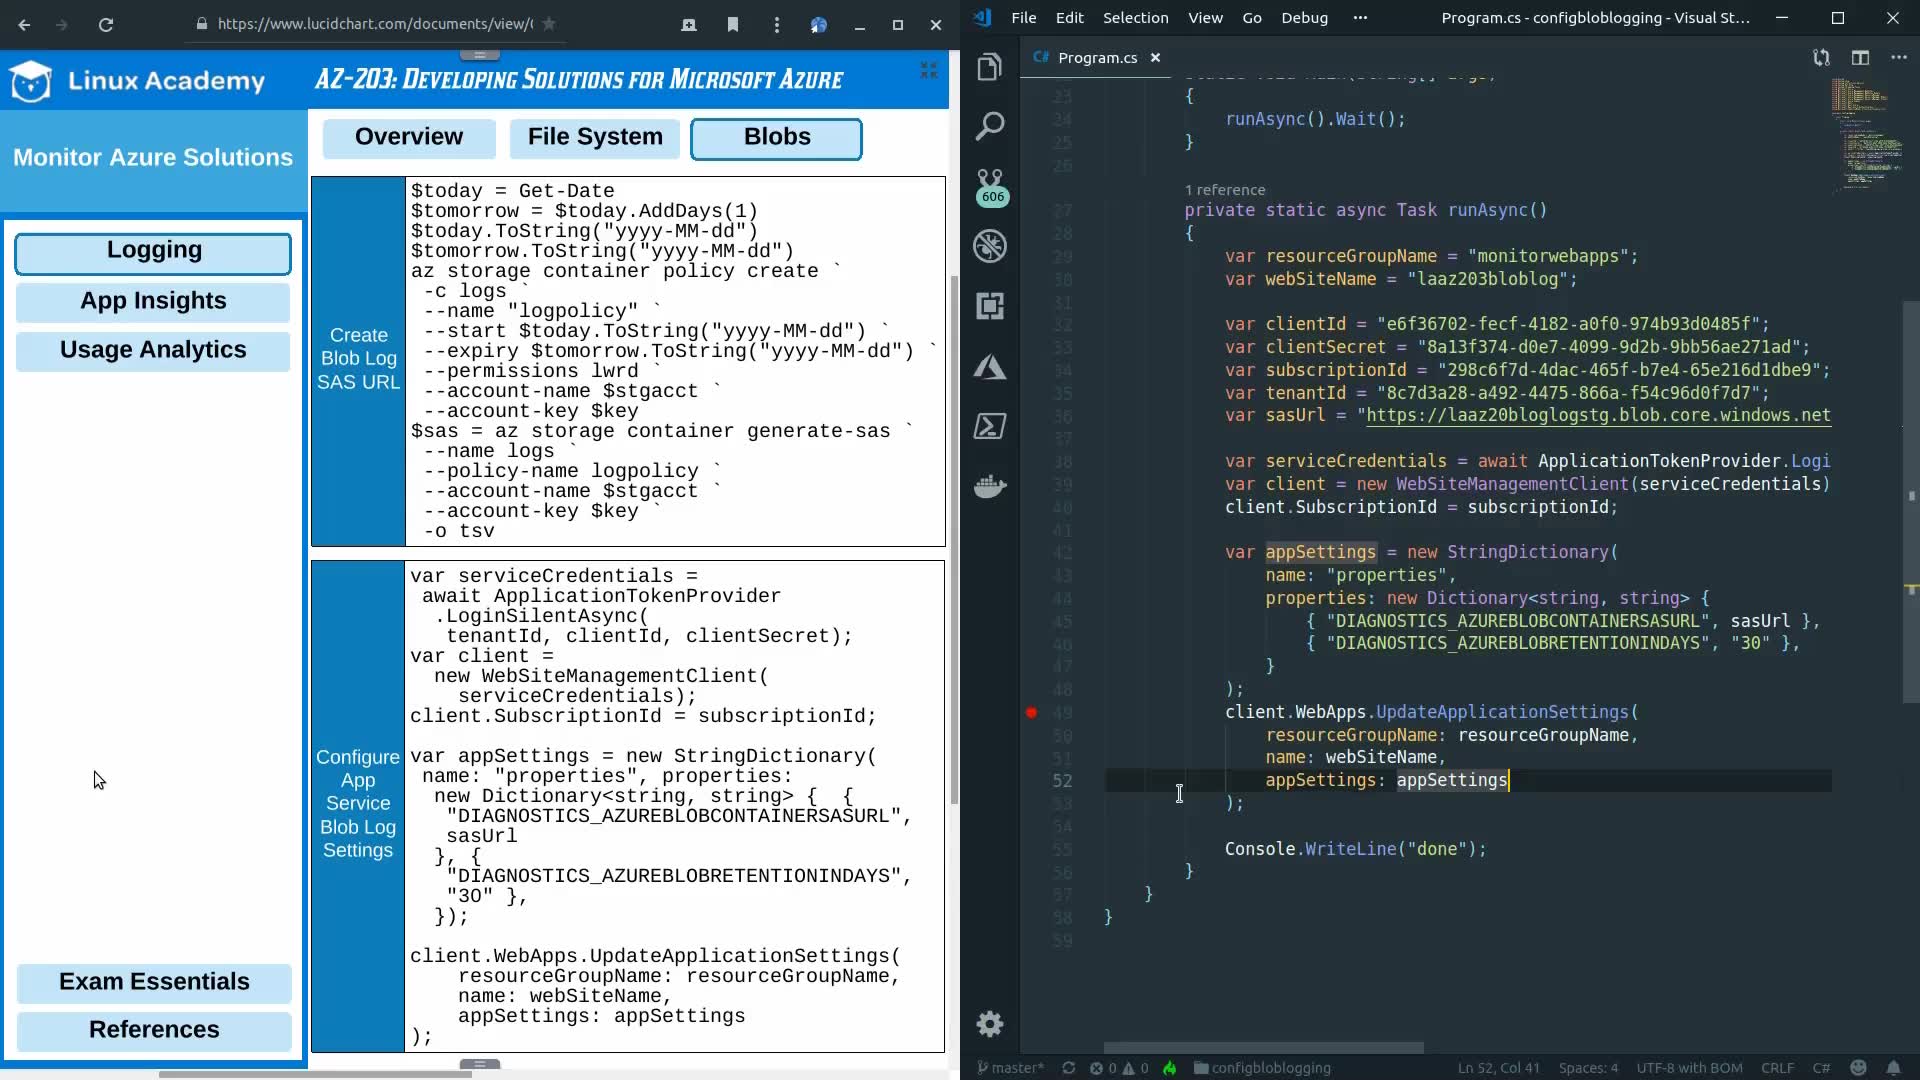 https://www.lucidchart.com/documents/view/
Linux Academy
AZ-203: Developing Solutions for Microsoft Azure
Monitor Azure Solutions
Overview
File System
Blobs
Logging
App Insights
Usage Analytics
Exam Essentials
References
Create
Blob Log
SAS URL
$today = Get-Date
$tomorrow = $today.AddDays(1)
$today.ToString("yyyy-MM-dd")
$tomorrow.ToString("yyyy-MM-dd")
az storage container policy create `
-c logs `
--name "logpolicy" `
--start $today.ToString("yyyy-MM-dd") `
--expiry $tomorrow.ToString("yyyy-MM-dd") `
--permissions lwrd `
--account-name $stgacct `
--account-key $key
$sas = az storage container generate-sas `
--name logs `
--policy-name logpolicy `
--account-name $stgacct `
--account-key $key `
-o tsv
Configure
App
Service
Blob Log
Settings
var serviceCredentials =
await ApplicationTokenProvider
.LoginSilentAsync(
tenantId, clientId, clientSecret);
var client =
new WebSiteManagementClient(
serviceCredentials);
client.SubscriptionId = subscriptionId;
var appSettings = new StringDictionary(
name: "properties", properties:
new Dictionary<string, string> { {
"DIAGNOSTICS_AZUREBLOBCONTAINERSASURL",
sasUrl
}, {
"DIAGNOSTICS_AZUREBLOBRETENTIONINDAYS",
"30" },
});
client.WebApps.UpdateApplicationSettings(
resourceGroupName: resourceGroupName,
name: webSiteName,
appSettings: appSettings
);
File Edit Selection View Go Debug ···
Program.cs - configbloblogging - Visual St...
C# Program.cs
606
23 {
24 runAsync().Wait();
25 }
26
1 reference
27 private static async Task runAsync()
28 {
29 var resourceGroupName = "monitorwebapps";
30 var webSiteName = "laaz203bloblog";
31
32 var clientId = "e6f36702-fecf-4182-a0f0-974b93d0485f";
33 var clientSecret = "8a13f374-d0e7-4099-9d2b-9bb56ae271ad";
34 var subscriptionId = "298c6f7d-4dac-465f-b7e4-65e216d1dbe9";
35 var tenantId = "8c7d3a28-a492-4475-866a-f54c96d0f7d7";
36 var sasUrl = "https://laaz20bloglogstg.blob.core.windows.net
37
38 var serviceCredentials = await ApplicationTokenProvider.Logi
39 var client = new WebSiteManagementClient(serviceCredentials)
40 client.SubscriptionId = subscriptionId;
41
42 var appSettings = new StringDictionary(
43 name: "properties",
44 properties: new Dictionary<string, string> {
45 { "DIAGNOSTICS_AZUREBLOBCONTAINERSASURL", sasUrl },
46 { "DIAGNOSTICS_AZUREBLOBRETENTIONINDAYS", "30" },
47 }
48 );
49 client.WebApps.UpdateApplicationSettings(
50 resourceGroupName: resourceGroupName,
51 name: webSiteName,
52 appSettings: appSettings
53 );
54
55 Console.WriteLine("done");
56 }
57 }
58 }
59
master* 0 0 configbloblogging Ln 52, Col 41 Spaces: 4 UTF-8 with BOM CRLF C#